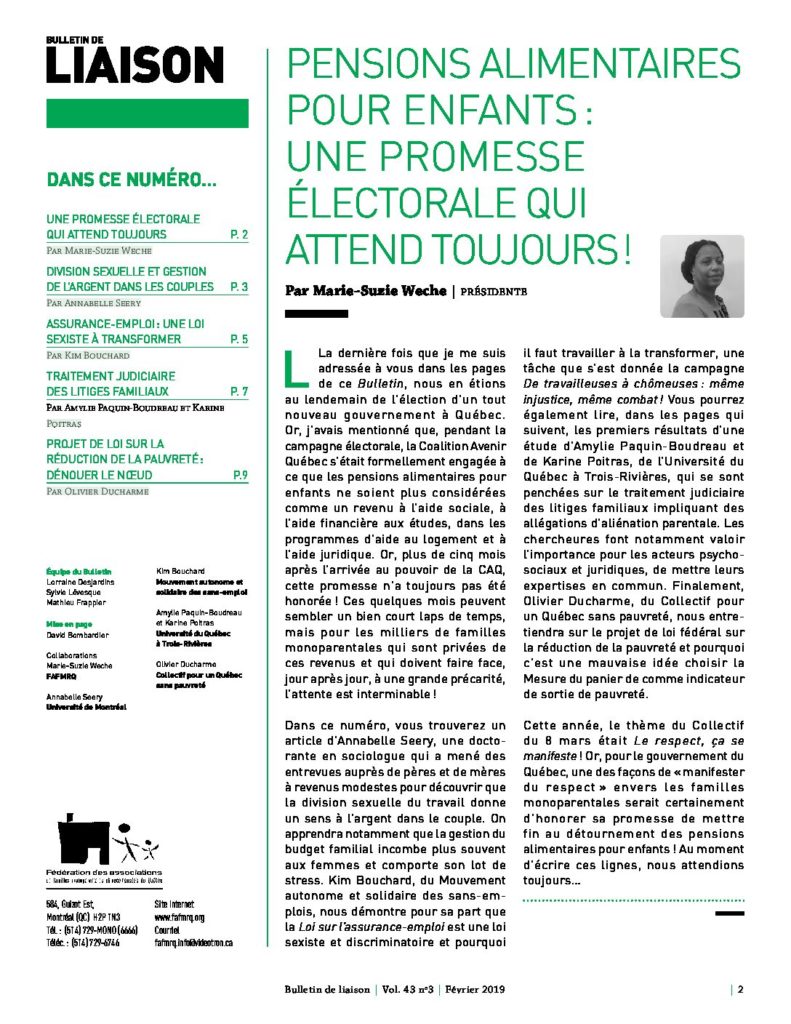 BULLETIN DE
LIAISON
DANS CE NUMÉRO...
UNE PROMESSE ÉLECTORALE
QUI ATTEND TOUJOURS P. 2
Par Marie-Suzie Weche
DIVISION SEXUELLE ET GESTION
DE L'ARGENT DANS LES COUPLES P. 3
Par Annabelle Seery
ASSURANCE-EMPLOI : UNE LOI
SEXISTE À TRANSFORMER P. 5
Par Kim Bouchard
TRAITEMENT JUDICIAIRE
DES LITIGES FAMILIAUX P. 7
Par Amylie Paquin-Boudreau et Karine
Poitras
PROJET DE LOI SUR LA
RÉDUCTION DE LA PAUVRETÉ :
DÉNOUER LE NŒUD P.9
Par Olivier Ducharme
Équipe du Bulletin
Lorraine Desjardins
Sylvie Lévesque
Mathieu Frappier
Mise en page
David Bombardier
Collaborations
Marie-Suzie Weche
FAFMRQ
Annabelle Seery
Université de Montréal
Kim Bouchard
Mouvement autonome et
solidaire des sans-emploi
Amylie Paquin-Boudreau
et Karine Poitras
Université du Québec
à Trois-Rivières
Olivier Ducharme
Collectif pour un Québec
sans pauvreté
Fédération des associations
de familles monoparentales et recomposées du Québec
584, Guizot Est,
Montréal (QC) H2P 1N3
Tél. : (514) 729-MONO (6666)
Téléc. : (514) 729-6746
Site Internet
www.fafmrq.org
Courriel
fafmrq.info@videotron.ca
PENSIONS ALIMENTAIRES
POUR ENFANTS :
UNE PROMESSE
ÉLECTORALE QUI
ATTEND TOUJOURS !
Par Marie-Suzie Weche | PRÉSIDENTE
L La dernière fois que je me suis
adressée à vous dans les pages
de ce Bulletin, nous en étions
au lendemain de l'élection d'un tout
nouveau gouvernement à Québec.
Or, j'avais mentionné que, pendant la
campagne électorale, la Coalition Avenir
Québec s'était formellement engagée à
ce que les pensions alimentaires pour
enfants ne soient plus considérées
comme un revenu à l'aide sociale, à
l'aide financière aux études, dans les
programmes d'aide au logement et à
l'aide juridique. Or, plus de cinq mois
après l'arrivée au pouvoir de la CAQ,
cette promesse n'a toujours pas été
honorée ! Ces quelques mois peuvent
sembler un bien court laps de temps,
mais pour les milliers de familles
monoparentales qui sont privées de
ces revenus et qui doivent faire face,
jour après jour, à une grande précarité,
l'attente est interminable !
Dans ce numéro, vous trouverez un
article d'Annabelle Seery, une docto-
rante en sociologue qui a mené des
entrevues auprès de pères et de mères
à revenus modestes pour découvrir que
la division sexuelle du travail donne
un sens à l'argent dans le couple. On
apprendra notamment que la gestion du
budget familial incombe plus souvent
aux femmes et comporte son lot de
stress. Kim Bouchard, du Mouvement
autonome et solidaire des sans-em-
plois, nous démontre pour sa part que
la Loi sur l'assurance-emploi est une loi
sexiste et discriminatoire et pourquoi
il faut travailler à la transformer, une
tâche que s'est donnée la campagne
De travailleuses à chômeuses : même
injustice, même combat ! Vous pourrez
également lire, dans les pages qui
suivent, les premiers résultats d'une
étude d'Amylie Paquin-Boudreau et
de Karine Poitras, de l'Université du
Québec à Trois-Rivières, qui se sont
penchées sur le traitement judiciaire
des litiges familiaux impliquant des
allégations d'aliénation parentale. Les
chercheures font notamment valoir
l'importance pour les acteurs psycho-
sociaux et juridiques, de mettre leurs
expertises en commun. Finalement,
Olivier Ducharme, du Collectif pour
un Québec sans pauvreté, nous entre-
tiendra sur le projet de loi fédéral sur
la réduction de la pauvreté et pourquoi
c'est une mauvaise idée choisir la
Mesure du panier de comme indicateur
de sortie de pauvreté.
Cette année, le thème du Collectif
du 8 mars était Le respect, ça se
manifeste ! Or, pour le gouvernement du
Québec, une des façons de « manifester
du respect » envers les familles
monoparentales serait certainement
d'honorer sa promesse de mettre
fin au détournement des pensions
alimentaires pour enfants ! Au moment
d'écrire ces lignes, nous attendions
toujours...
Bulletin de liaison | Vol. 43 nº3 | Février 2019 | 2